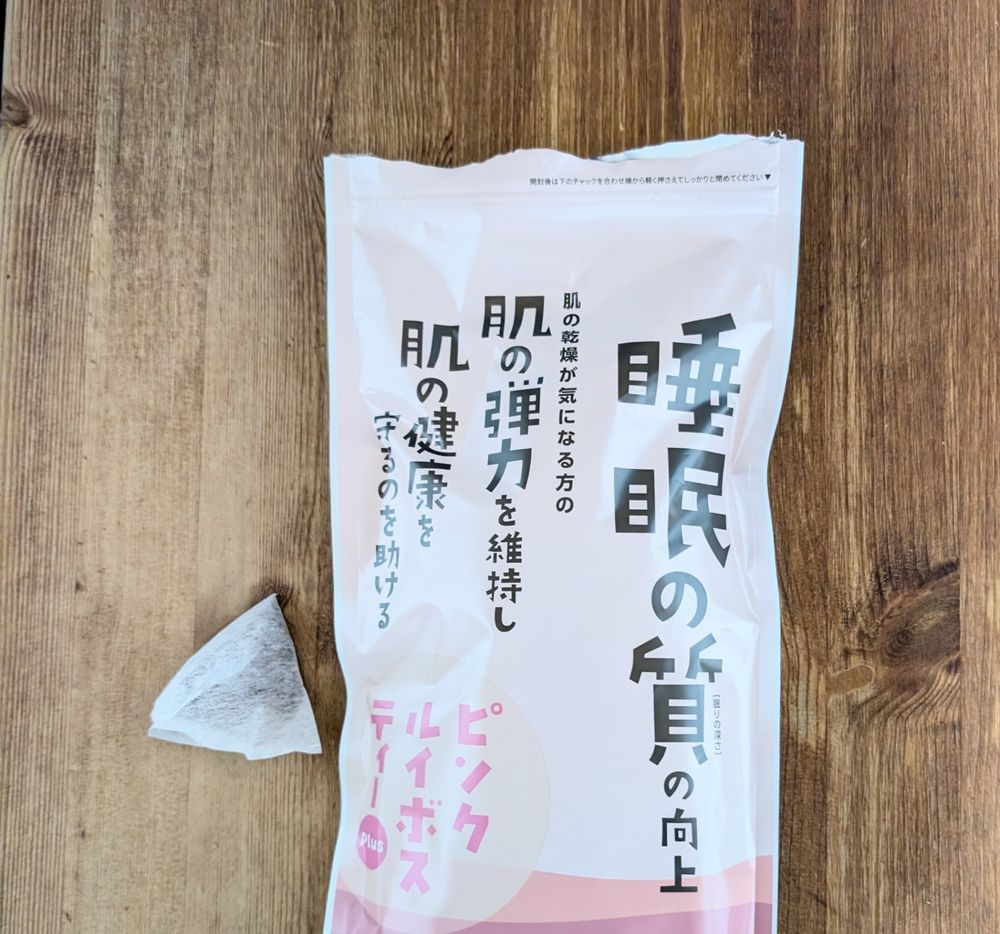 開封後は下のチャックを合わせ端から軽く押さえてしっかりと閉めてください▼
睡眠の質の向上
[眠りの深さ]
肌の乾燥が気になる方の
肌の弾力を維持し
肌の健康を
守るのを助ける
ピンク
ルイボス
ティー
plus